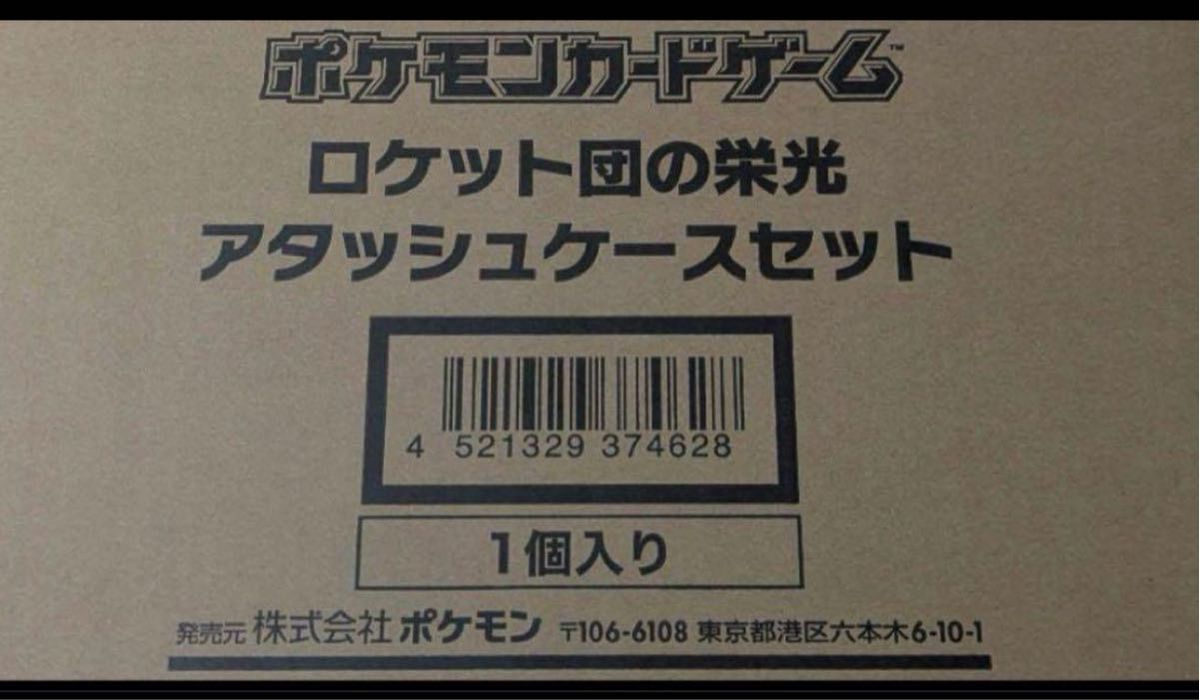 ポケモンカードゲーム™
ロケット団の栄光
アタッシュケースセット
4 521329 374628
1個入り
発売元 株式会社 ポケモン 〒106-6108 東京都港区六本木6-10-1